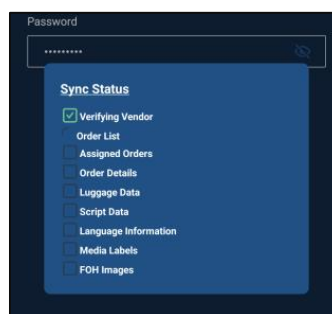 Password
•••••••••
Sync Status
Verifying Vendor
Order List
Assigned Orders
Order Details
Luggage Data
Script Data
Language Information
Media Labels
FOH Images